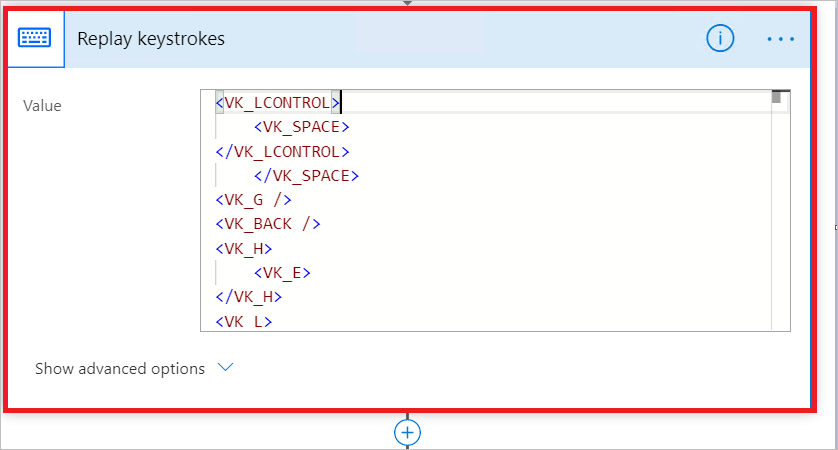 Replay keystrokes
Value
<VK_LCONTROL>
<VK_SPACE>
</VK_LCONTROL>
</VK_SPACE>
<VK_G />
<VK_BACK />
<VK_H>
<VK_E>
</VK_H>
<VK_L>
Show advanced options